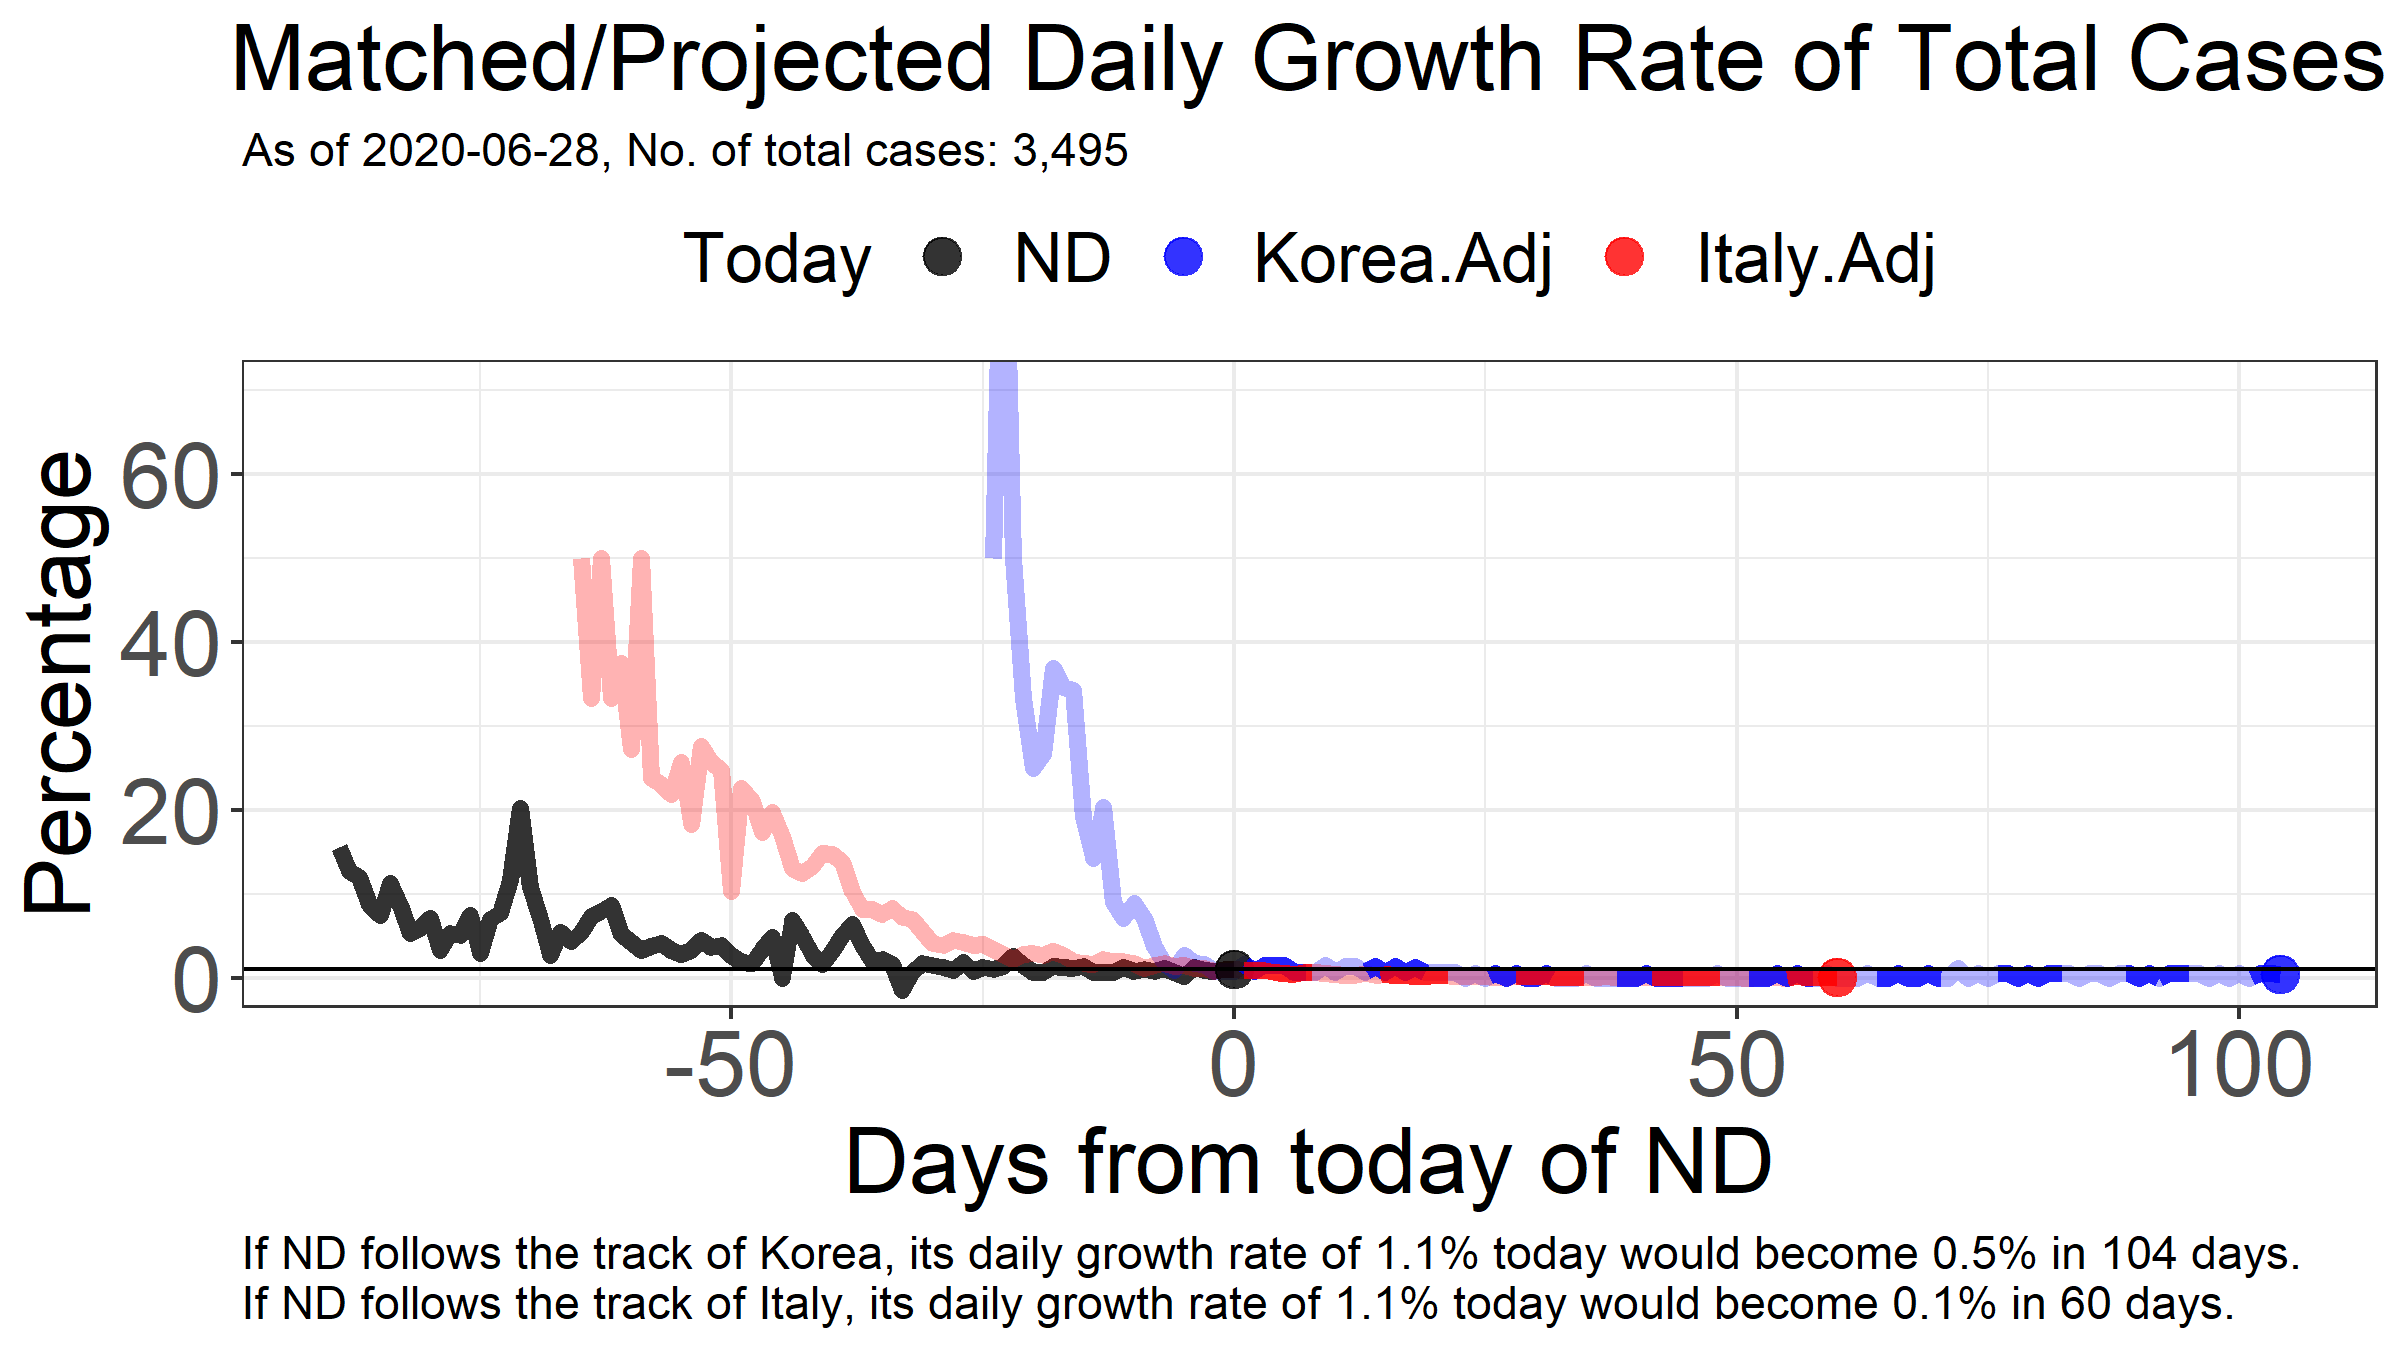 Matched/Projected Daily Growth Rate of Total Cases
As of 2020-06-28, No. of total cases: 3,495
Today ND Korea.Adj Italy.Adj
Percentage
60
40
20
0
-50 0 50 100
Days from today of ND
If ND follows the track of Korea, its daily growth rate of 1.1% today would become 0.5% in 104 days.
If ND follows the track of Italy, its daily growth rate of 1.1% today would become 0.1% in 60 days.